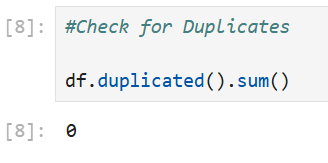 [8]: #Check for Duplicates
df.duplicated().sum()
[8]: 0